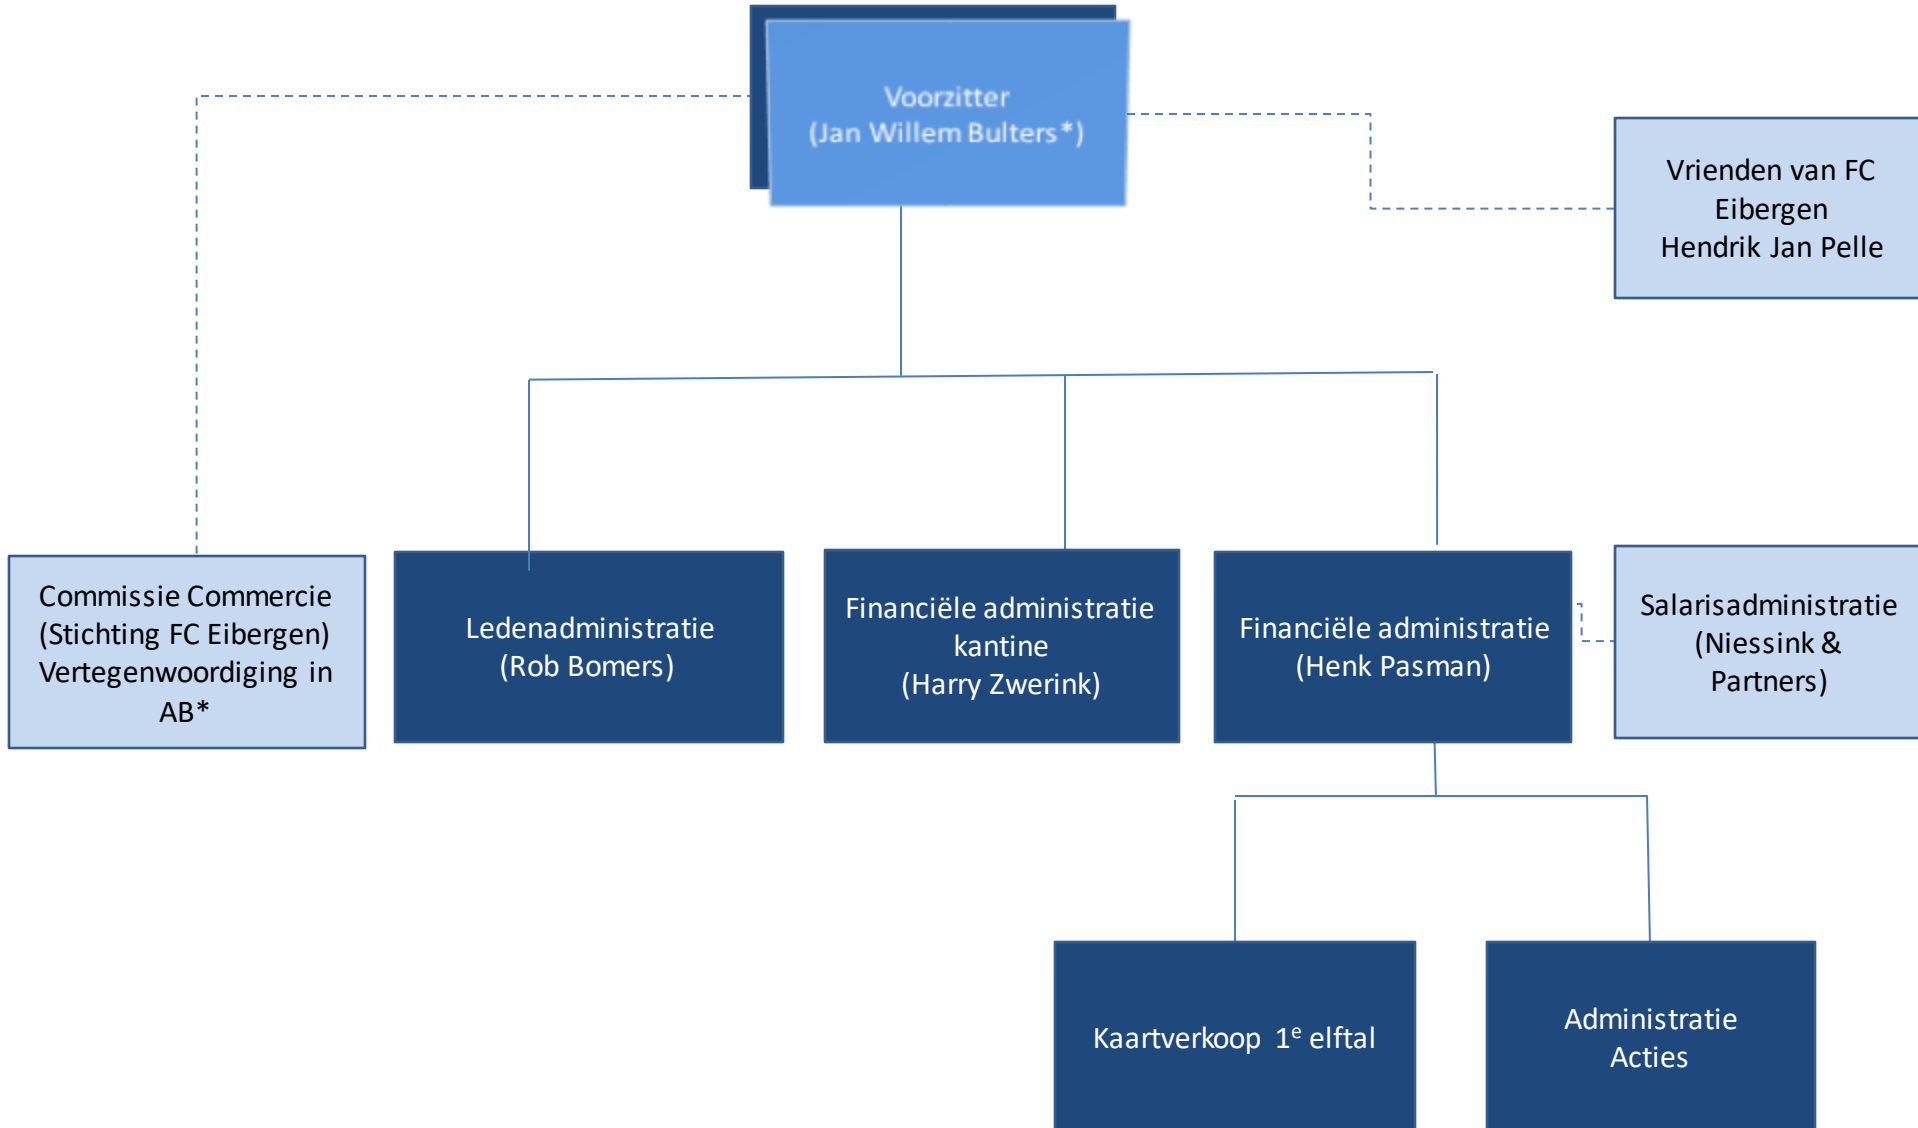 Voorzitter
(Jan Willem Bulters*)
Vrienden van FC
Eibergen
Hendrik Jan Pelle
Commissie Commercie
(Stichting FC Eibergen)
Vertegenwoordiging in
AB*
Ledenadministratie
(Rob Bomers)
Financiële administratie
kantine
(Harry Zwerink)
Financiële administratie
(Henk Pasman)
Salarisadministratie
(Niessink &
Partners)
Kaartverkoop 1e elftal
Administratie
Acties